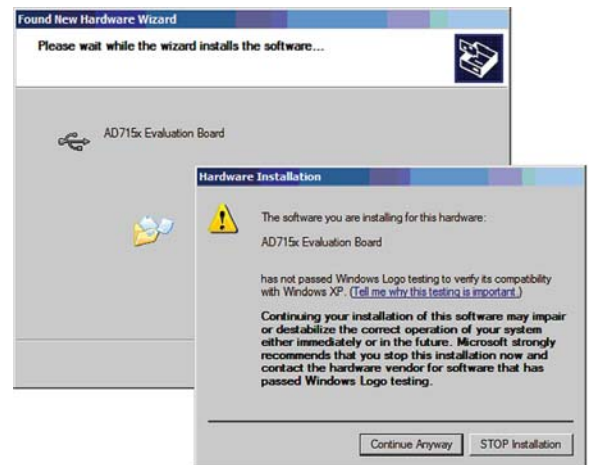 Found New Hardware Wizard
Please wait while the wizard installs the software...
AD715x Evaluation Board
Hardware Installation
The software you are installing for this hardware:
AD715x Evaluation Board
has not passed Windows Logo testing to verify its compatibility
with Windows XP. (Tell me why this testing is important.)
Continuing your installation of this software may impair
or destabilize the correct operation of your system
either immediately or in the future. Microsoft strongly
recommends that you stop this installation now and
contact the hardware vendor for software that has
passed Windows Logo testing.
Continue Anyway
STOP Installation